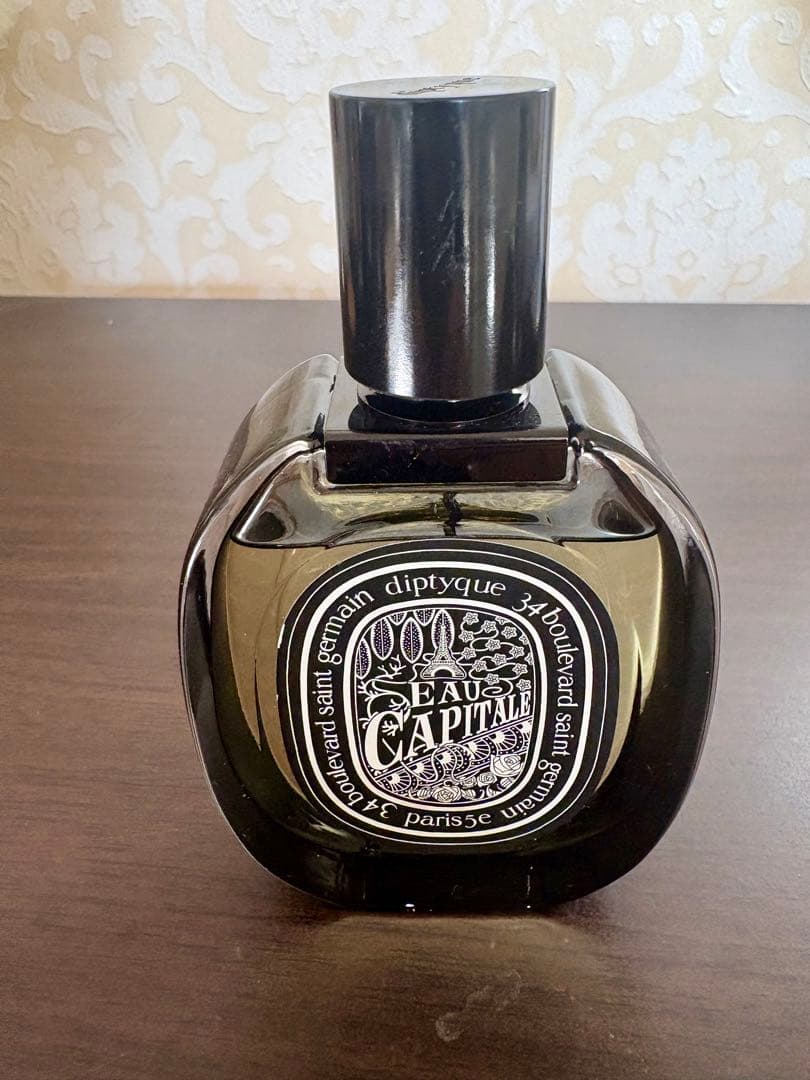 diptyque
34 boulevard saint germain
paris5e
34 boulevard saint germain
EAU
CAPITALE